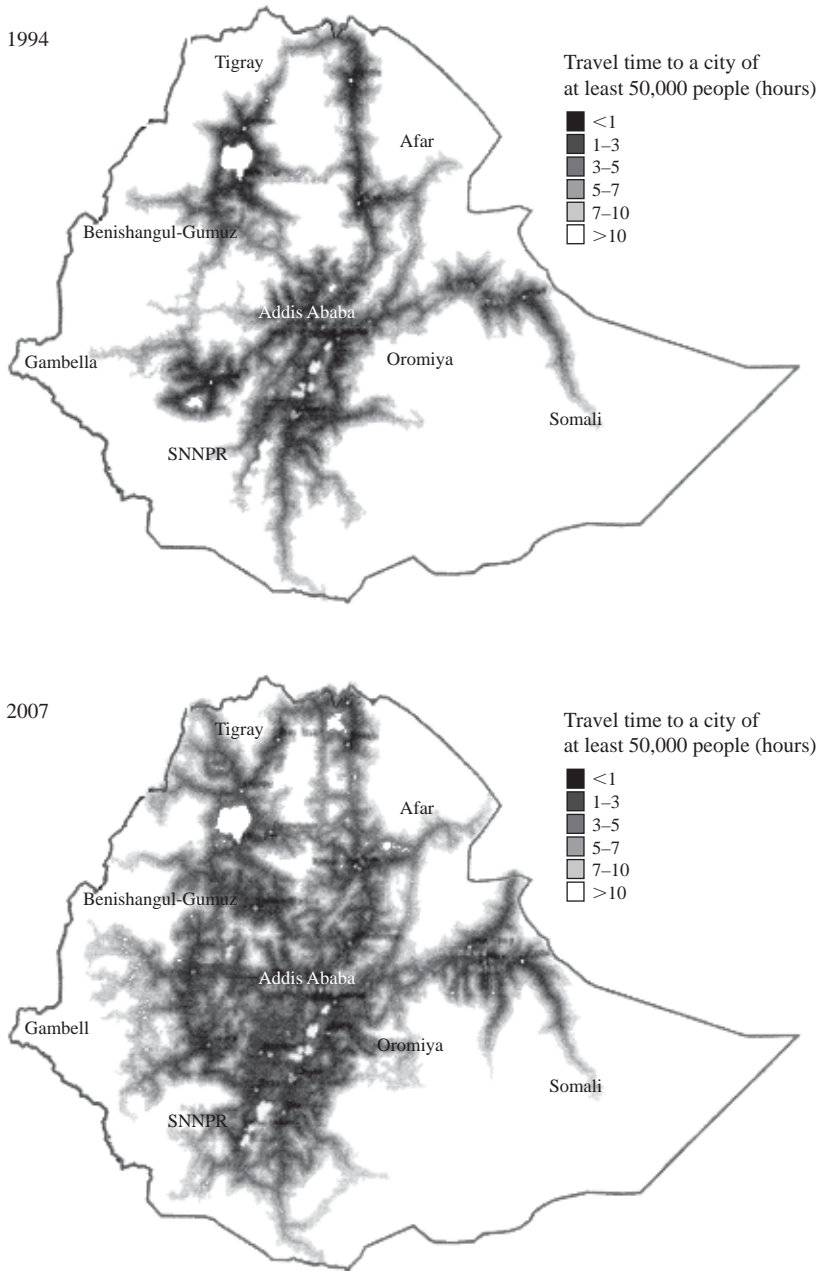 1994
Travel time to a city of
at least 50,000 people (hours)
<1
1–3
3–5
5–7
7–10
>10
Tigray
Afar
Benishangul-Gumuz
Addis Ababa
Gambella
Oromiya
SNNPR
Somali
2007
Travel time to a city of
at least 50,000 people (hours)
<1
1–3
3–5
5–7
7–10
>10
Tigray
Afar
Benishangul-Gumuz
Addis Ababa
Gambell
Oromiya
SNNPR
Somali